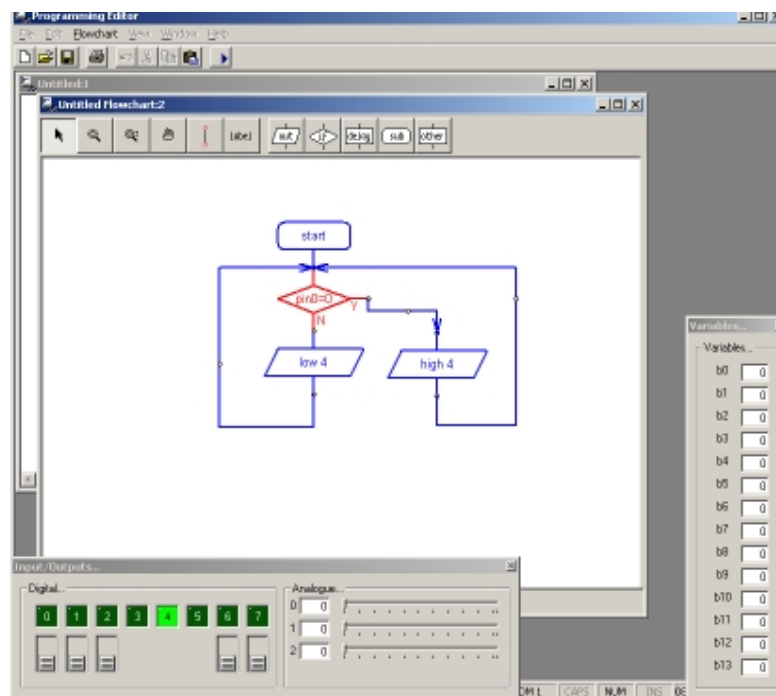 Programming Editor
File Edit Flowchart View Window Help
Untitled:1
Untitled Flowchart:2
Label out if delay sub other
start
pin0=0
Y
N
low 4
high 4
Variables...
Variables...
b0 0
b1 0
b2 0
b3 0
b4 0
b5 0
b6 0
b7 0
b8 0
b9 0
b10 0
b11 0
b12 0
b13 0
Input/Outputs...
Digital...
0 1 2 3 4 5 6 7
Analogue...
0 0
1 0
2 0
CAPS NUM INS